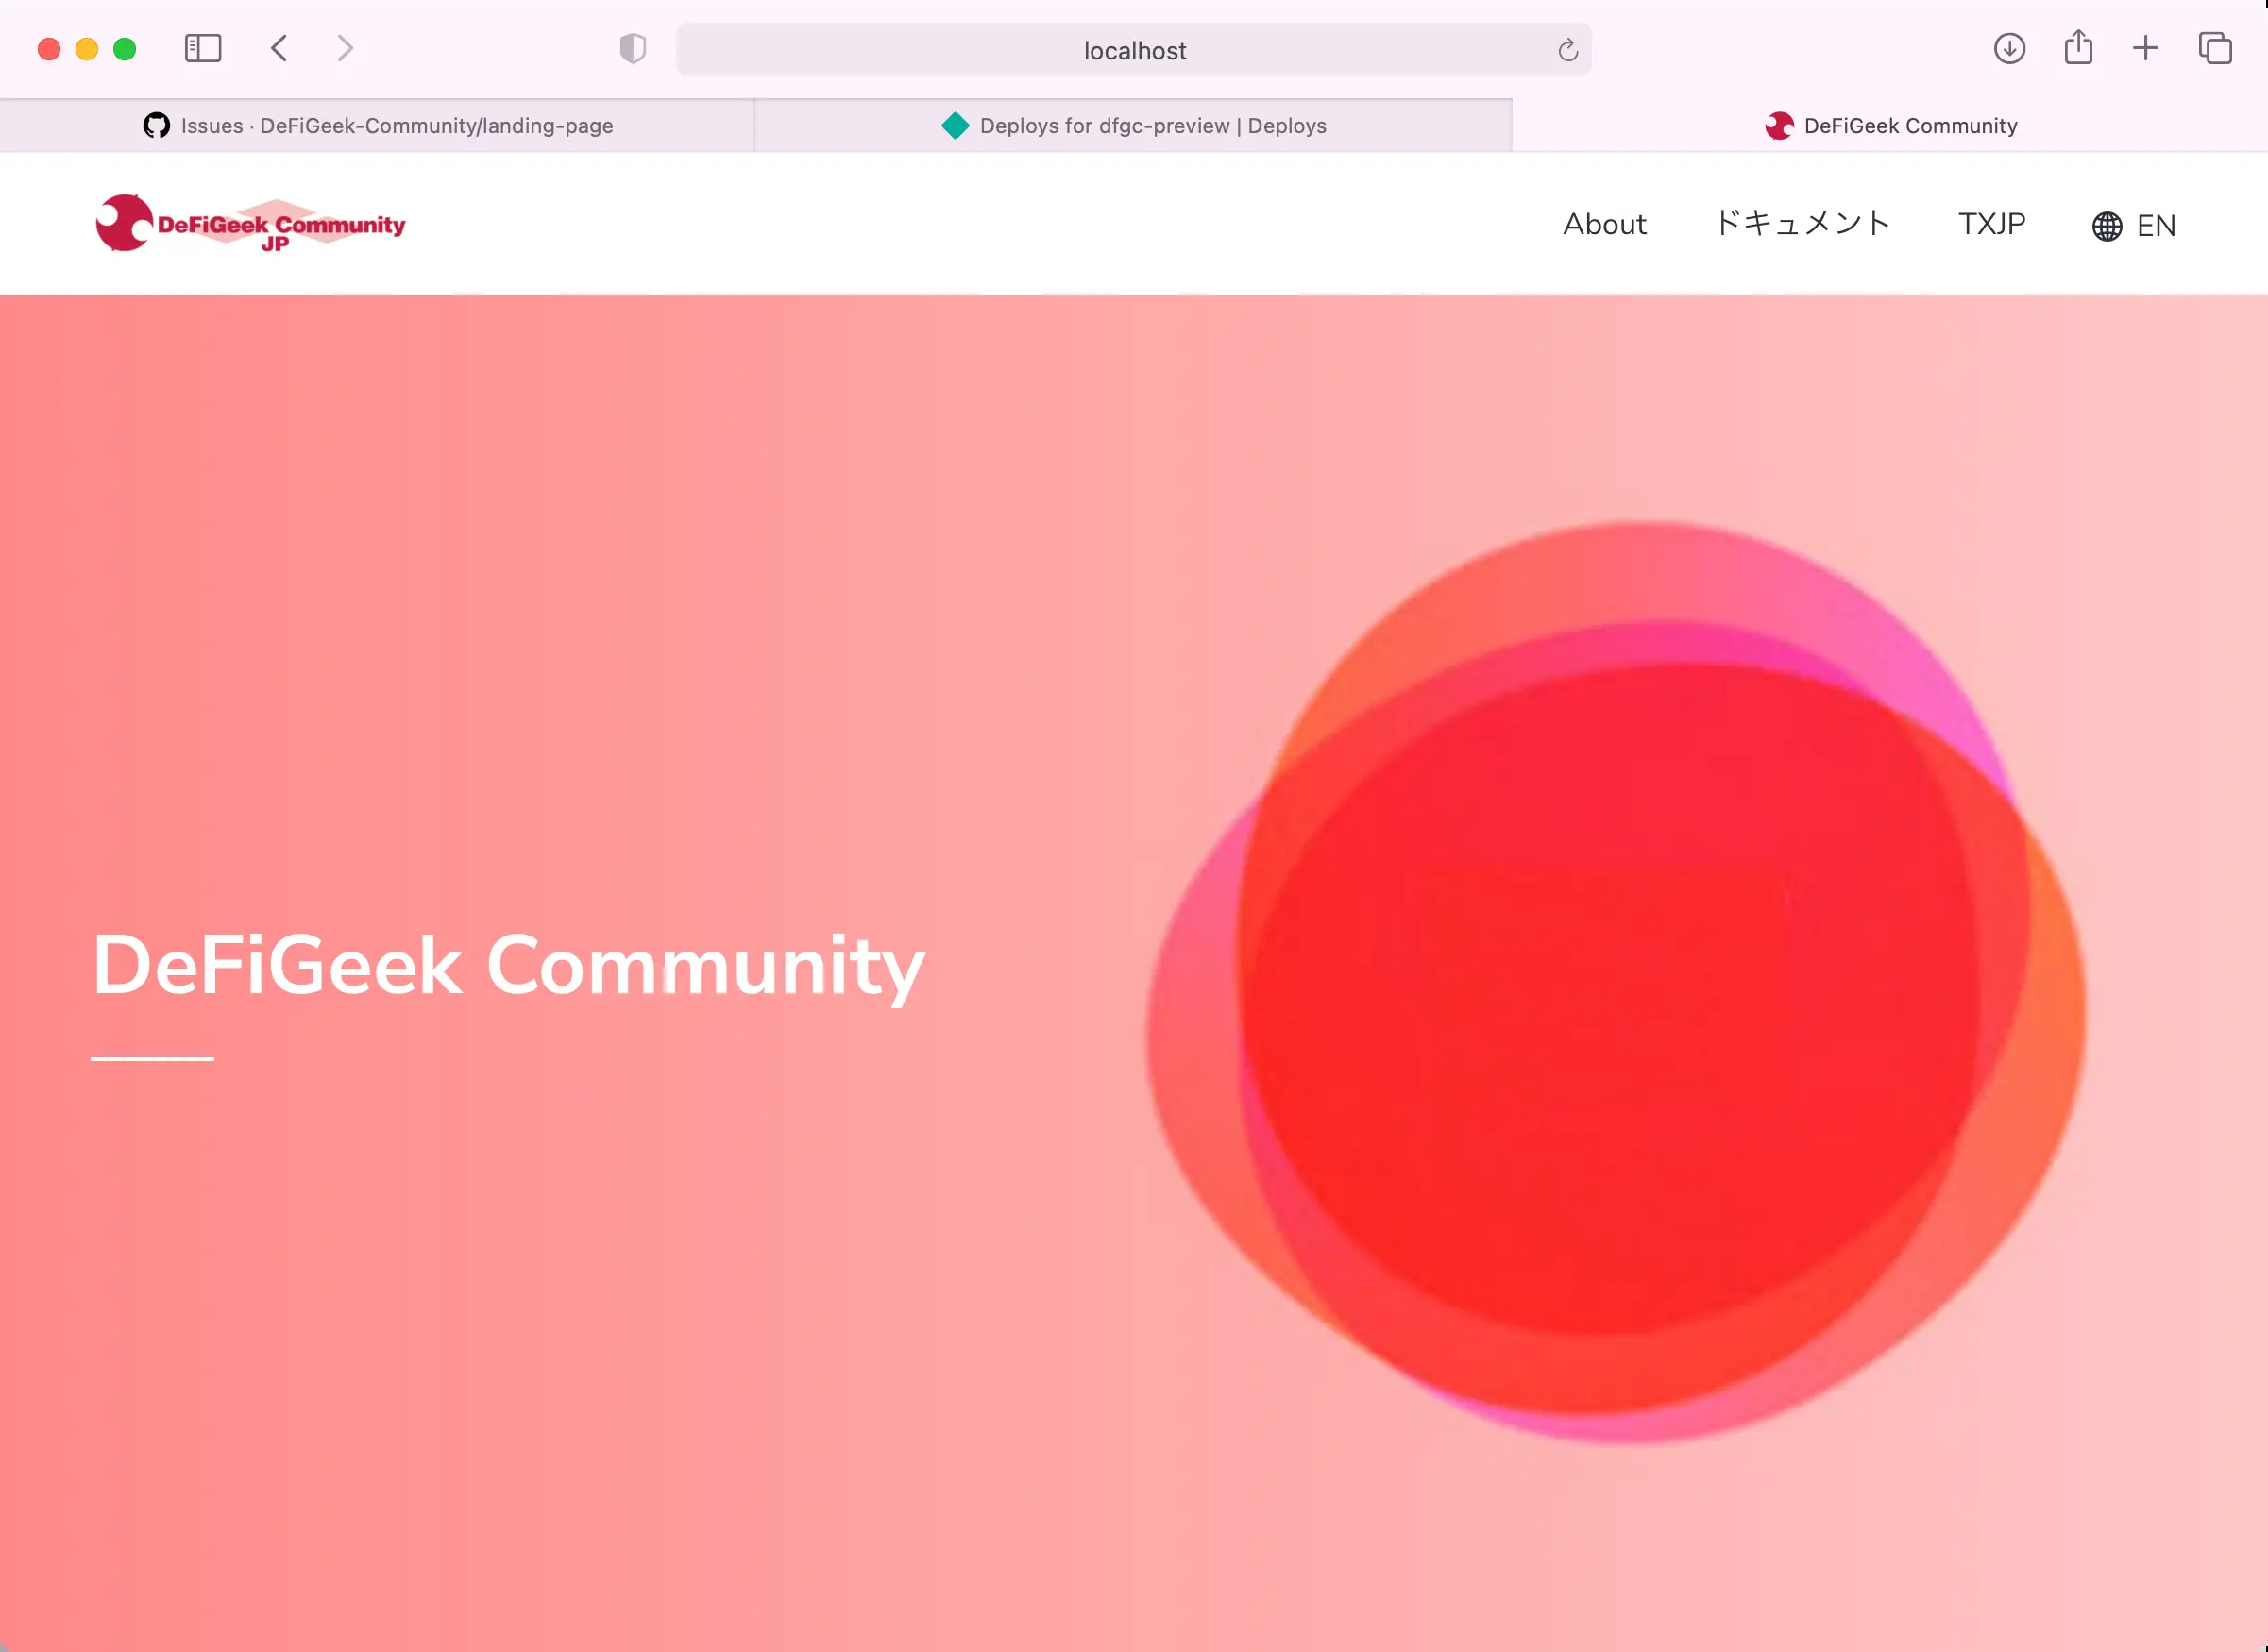 localhost
Issues · DeFiGeek-Community/landing-page
Deploys for dfgc-preview | Deploys
DeFiGeek Community
DeFiGeek Community
JP
About
ドキュメント
TXJP
EN
DeFiGeek Community